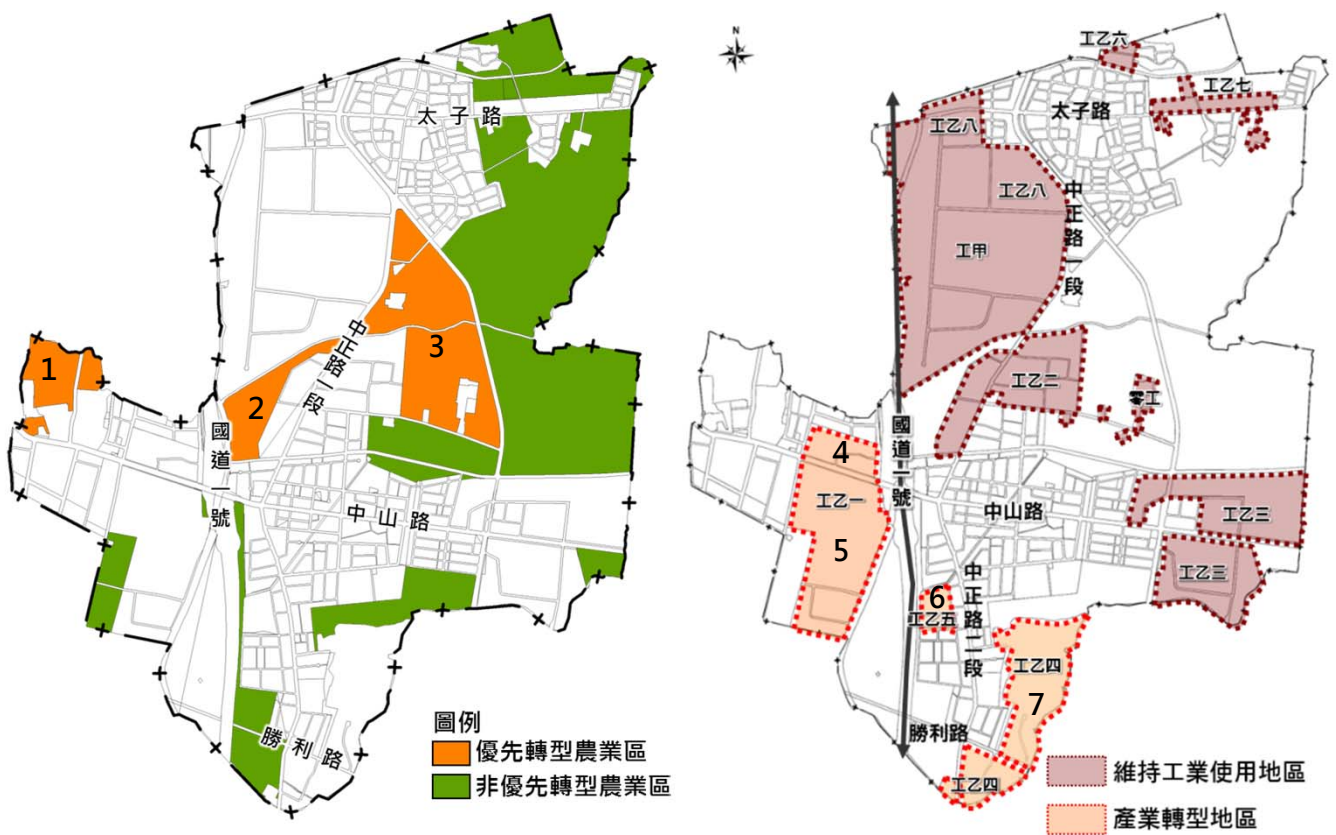 太子路
中正路一段
1
2
3
國道一號
中山路
勝利路
圖例
優先轉型農業區
非優先轉型農業區
工乙六
工乙七
太子路
工乙八
工乙八
中正路一段
工甲
工乙二
零工
國道一號
4
工乙一
5
中山路
工乙三
工乙三
6
工乙五
中正路二段
工乙四
7
勝利路
工乙四
維持工業使用地區
產業轉型地區